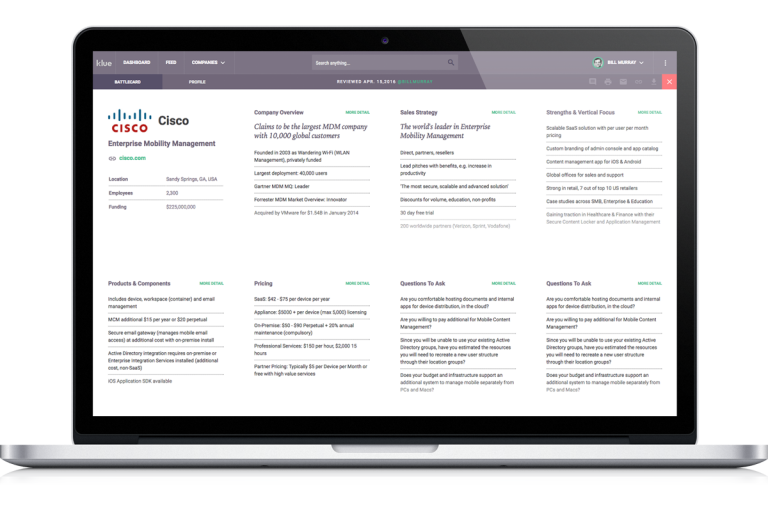 klue
DASHBOARD
FEED
COMPANIES
Search anything...
BILL MURRAY
BATTLECARD
PROFILE
REVIEWED APR. 15,2016 @BILLMURRAY
CISCO
Cisco
Enterprise Mobility Management
cisco.com
Location Sandy Springs, GA, USA
Employees 2,300
Funding $225,000,000
Company Overview MORE DETAIL
Claims to be the largest MDM company
with 10,000 global customers
Founded in 2003 as Wandering Wi-Fi (WLAN
Management), privately funded
Largest deployment: 40,000 users
Gartner MDM MQ: Leader
Forrester MDM Market Overview: Innovator
Acquired by VMware for $1.54B in January 2014
Sales Strategy MORE DETAIL
The world's leader in Enterprise
Mobility Management
Direct, partners, resellers
Lead pitches with benefits, e.g. increase in
productivity
'The most secure, scalable and advanced solution'
Discounts for volume, education, non-profits
30 day free trial
200 worldwide partners (Verizon, Sprint, Vodafone)
Strengths & Vertical Focus MORE DETAIL
Scalable SaaS solution with per user per month
pricing
Custom branding of admin console and app catalog
Content management app for iOS & Android
Global offices for sales and support
Strong in retail, 7 out of top 10 US retailers
Case studies across SMB, Enterprise & Education
Gaining traction in Healthcare & Finance with their
Secure Content Locker and Application Management
Products & Components MORE DETAIL
Includes device, workspace (container) and email
management
MCM additional $15 per year or $20 perpetual
Secure email gateway (manages mobile email
access) at additional cost with on-premise install
Active Directory integration requires on-premise or
Enterprise Integration Services installed (additional
cost, non-SaaS)
iOS Application SDK available
Pricing MORE DETAIL
SaaS: $42 - $75 per device per year
Appliance: $5000 + per device (max 5,000) licensing
On-Premise: $50 - $90 Perpetual + 20% annual
maintenance (compulsory)
Professional Services: $150 per hour, $2,000 15
hours
Partner Pricing: Typically $5 per Device per Month or
free with high value services
Questions To Ask MORE DETAIL
Are you comfortable hosting documents and internal
apps for device distribution, in the cloud?
Are you willing to pay additional for Mobile Content
Management?
Since you will be unable to use your existing Active
Directory groups, have you estimated the resources
you will need to recreate a new user structure
through their location groups?
Does your budget and infrastructure support an
additional system to manage mobile separately from
PCs and Macs?
Questions To Ask MORE DETAIL
Are you comfortable hosting documents and internal
apps for device distribution, in the cloud?
Are you willing to pay additional for Mobile Content
Management?
Since you will be unable to use your existing Active
Directory groups, have you estimated the resources
you will need to recreate a new user structure
through their location groups?
Does your budget and infrastructure support an
additional system to manage mobile separately from
PCs and Macs?